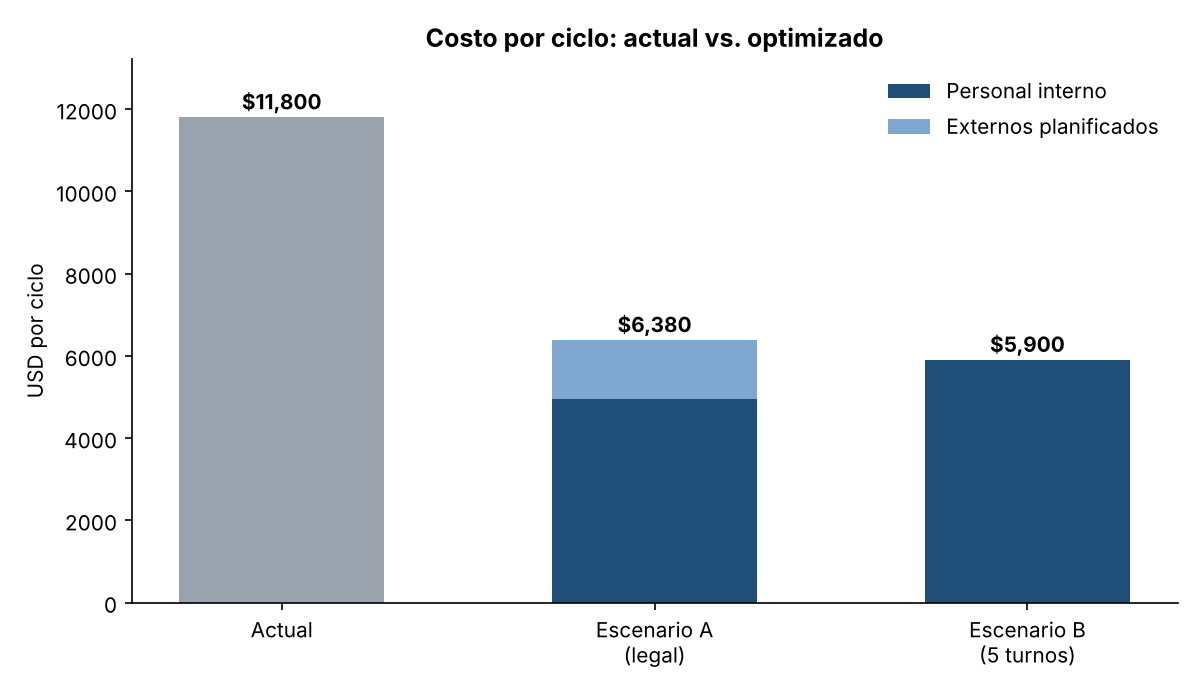 Costo por ciclo: actual vs. optimizado
Personal interno
Externos planificados
USD por ciclo
12000
10000
8000
6000
4000
2000
0
$11,800
$6,380
$5,900
Actual
Escenario A
(legal)
Escenario B
(5 turnos)